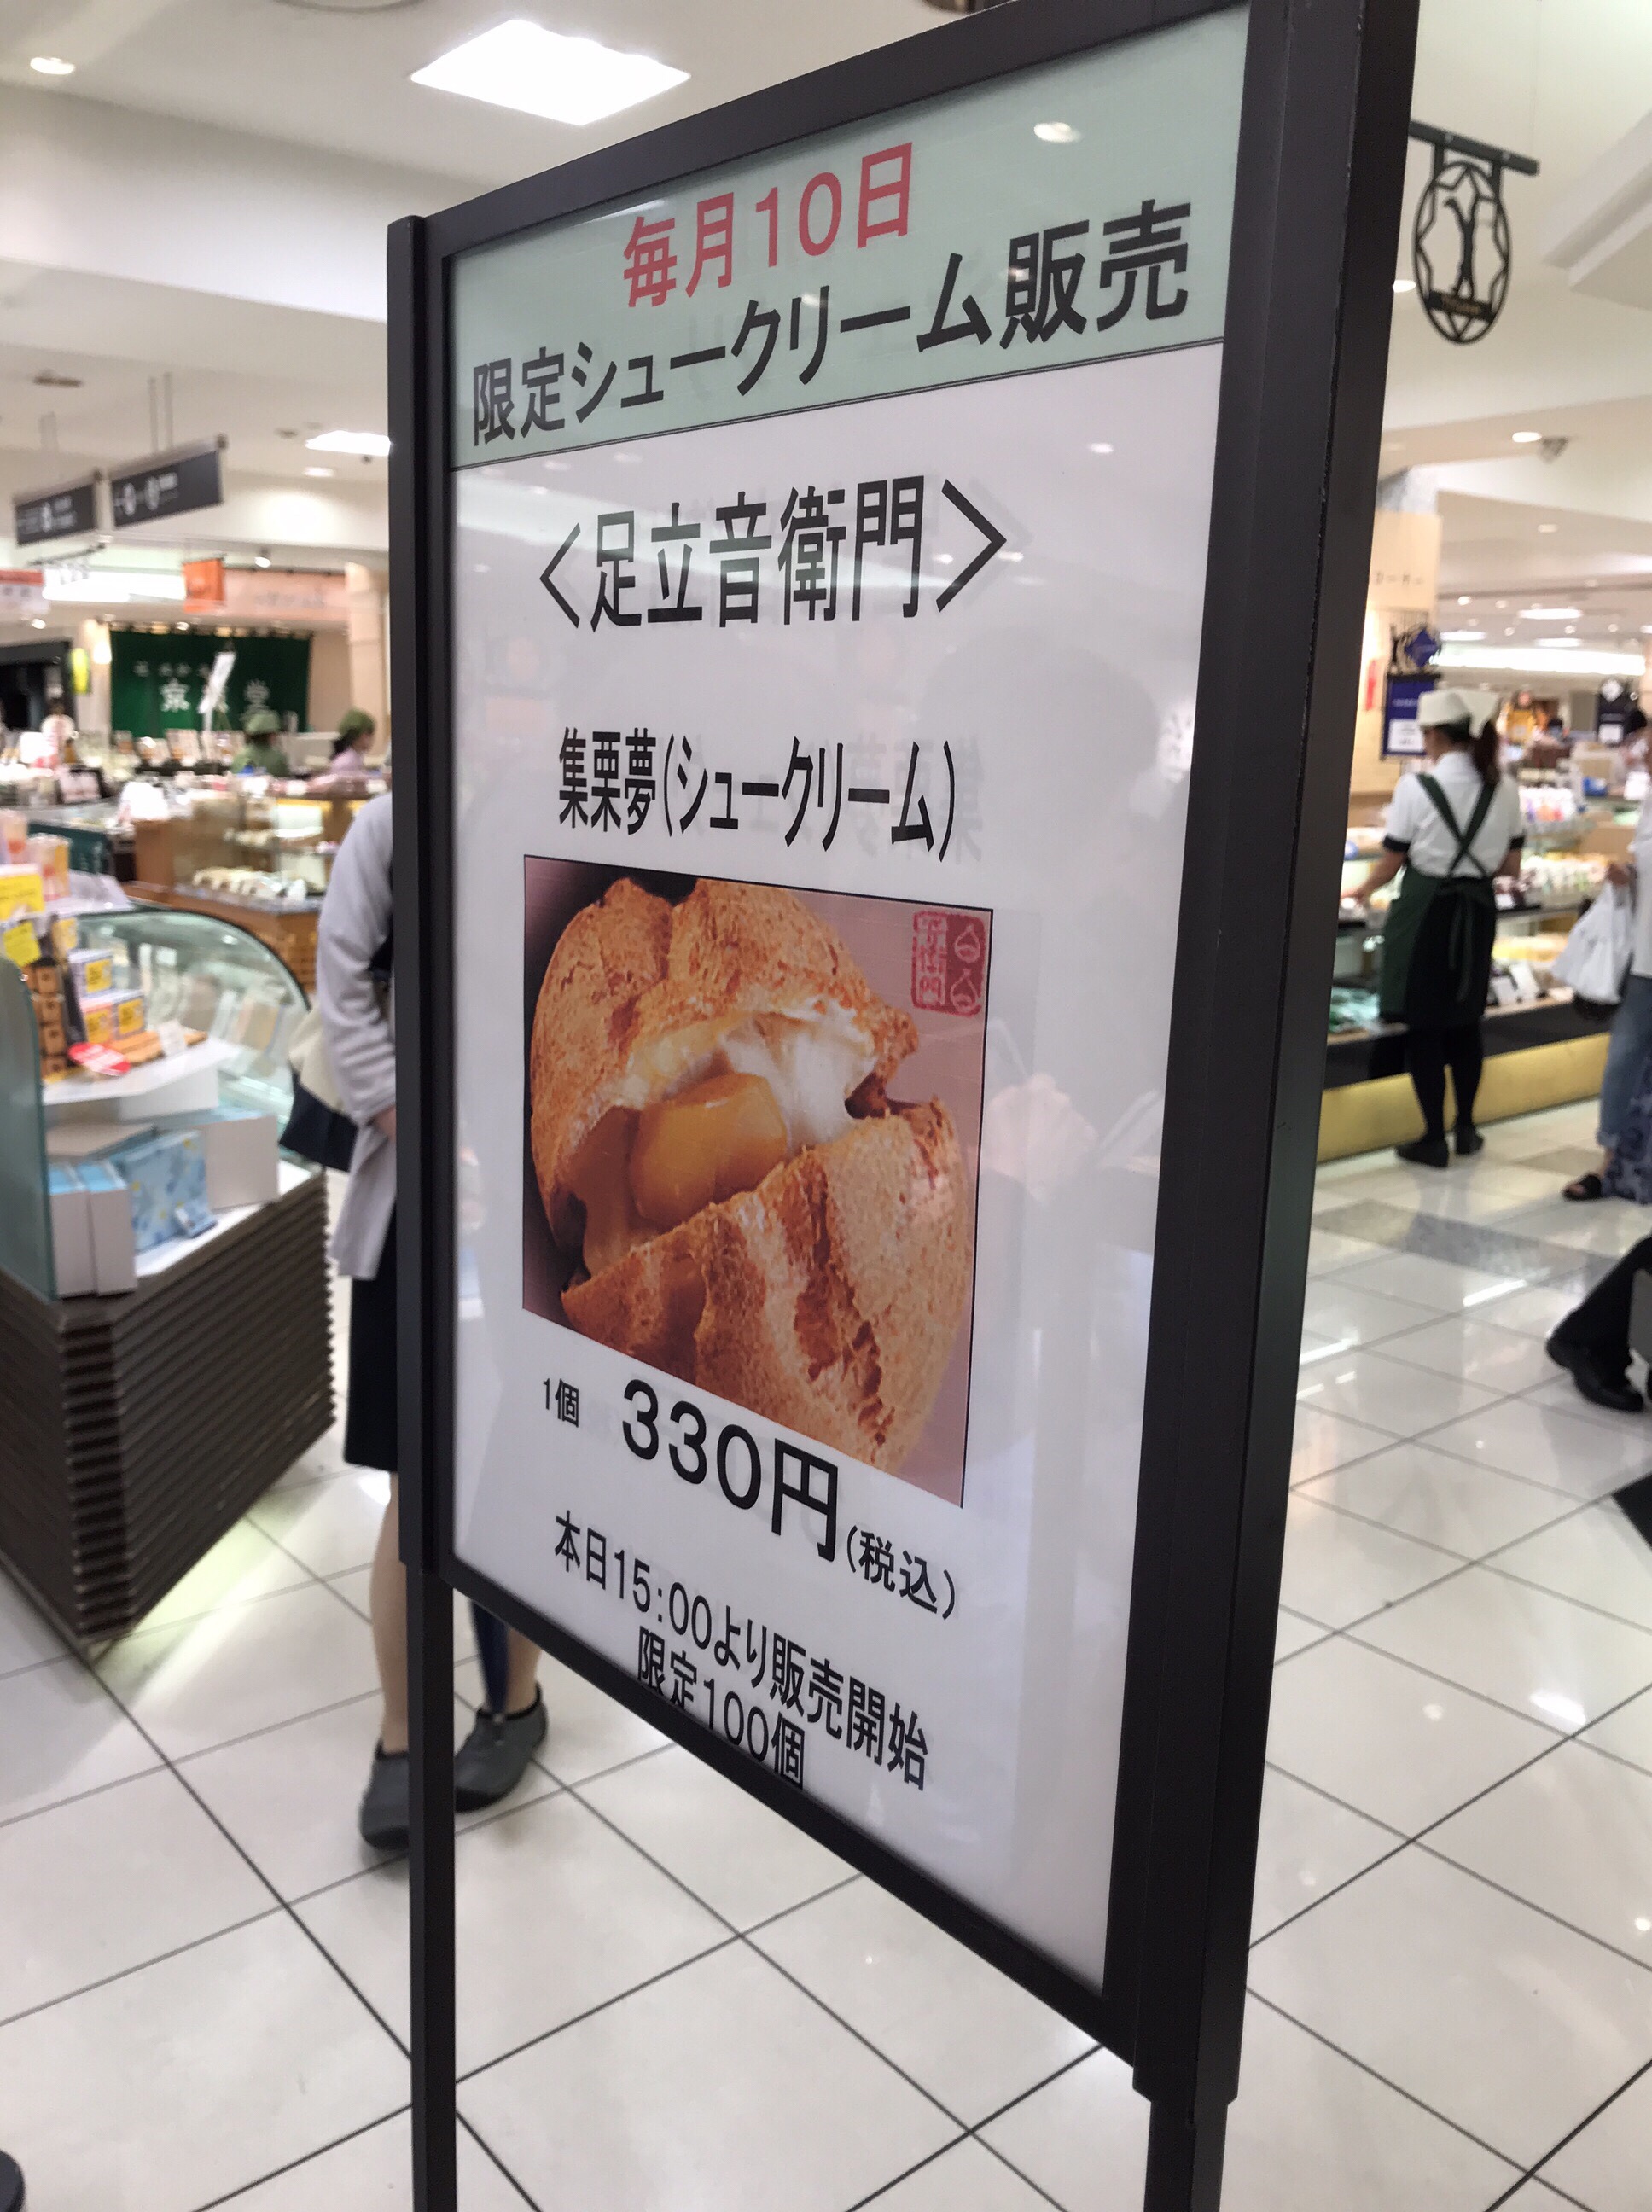 毎月10日
限定シュークリーム販売
<足立音衛門>
集栗夢(シュークリーム)
1個 330円(税込)
本日15:00より販売開始
限定100個